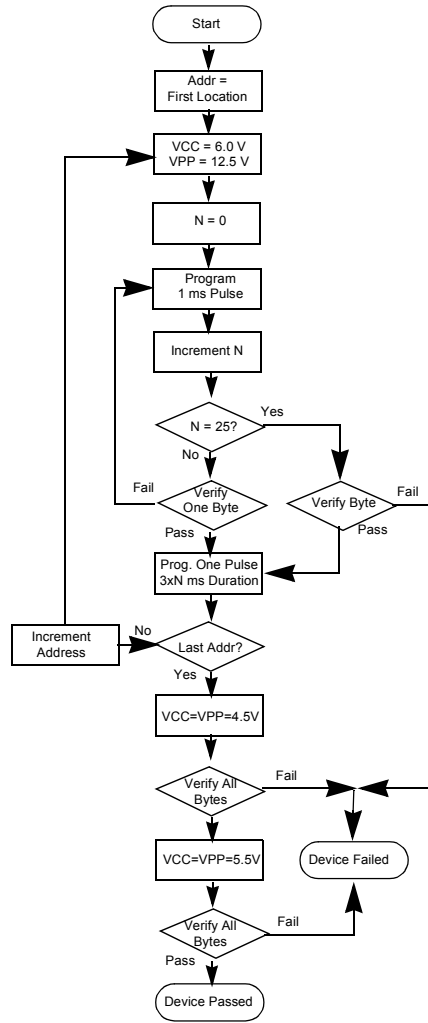 Start
Addr =
First Location
VCC = 6.0 V
VPP = 12.5 V
N = 0
Program
1 ms Pulse
Increment N
N = 25?
Yes
No
Fail
Verify
One Byte
Verify Byte
Fail
Pass
Pass
Prog. One Pulse
3xN ms Duration
Increment
Address
No
Last Addr?
Yes
VCC=VPP=4.5V
Verify All
Bytes
Fail
VCC=VPP=5.5V
Device Failed
Verify All
Bytes
Fail
Pass
Device Passed